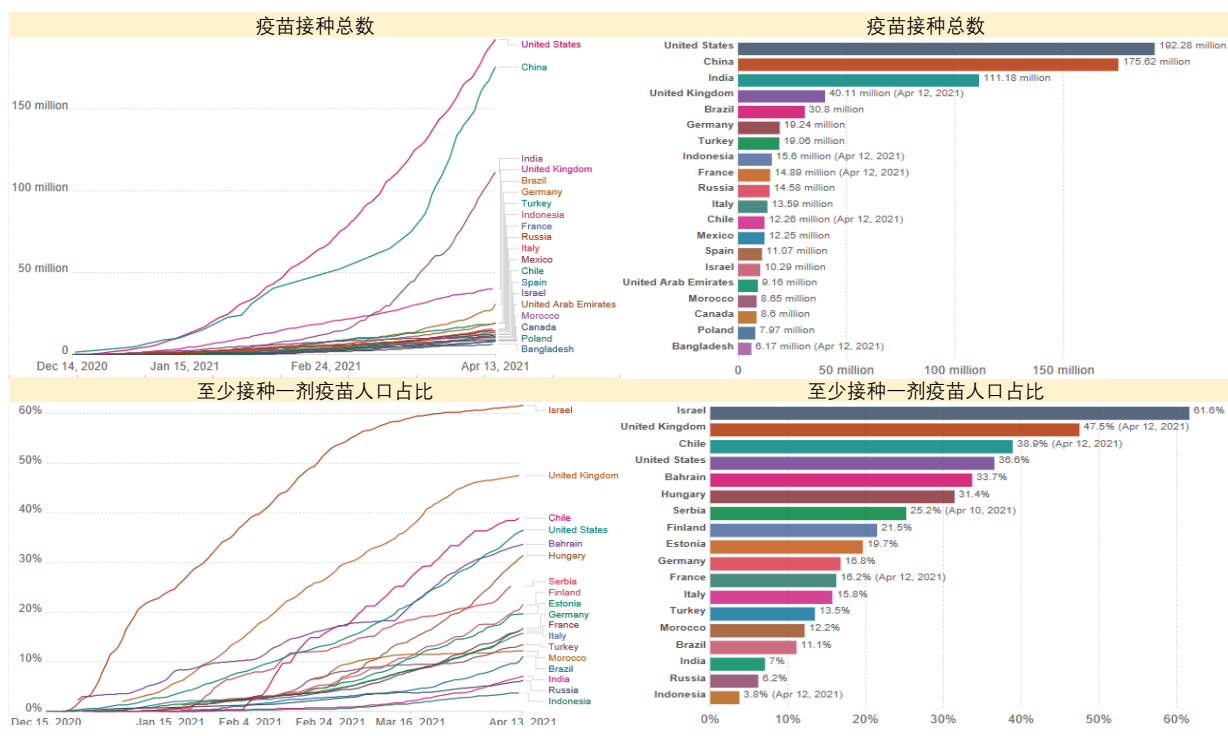 疫苗接种总数
150 million
100 million
50 million
0
Dec 14, 2020
Jan 15, 2021
Feb 24, 2021
Apr 13, 2021
United States
China
India
United Kingdom
Brazil
Germany
Turkey
Indonesia
France
Russia
Italy
Mexico
Chile
Spain
Israel
United Arab Emirates
Morocco
Canada
Poland
Bangladesh
疫苗接种总数
United States 192.28 million
China 175.62 million
India 111.18 million
United Kingdom 40.11 million (Apr 12, 2021)
Brazil 30.8 million
Germany 19.24 million
Turkey 19.06 million
Indonesia 15.6 million (Apr 12, 2021)
France 14.89 million (Apr 12, 2021)
Russia 14.58 million
Italy 13.59 million
Chile 12.26 million (Apr 12, 2021)
Mexico 12.25 million
Spain 11.07 million
Israel 10.29 million
United Arab Emirates 9.16 million
Morocco 8.65 million
Canada 8.6 million
Poland 7.97 million
Bangladesh 6.17 million (Apr 12, 2021)
0 50 million 100 million 150 million
至少接种一剂疫苗人口占比
60%
50%
40%
30%
20%
10%
0%
Dec 15, 2020
Jan 15, 2021
Feb 4, 2021
Feb 24, 2021
Mar 16, 2021
Apr 13, 2021
Israel
United Kingdom
Chile
United States
Bahrain
Hungary
Serbia
Finland
Estonia
Germany
France
Italy
Turkey
Morocco
Brazil
India
Russia
Indonesia
至少接种一剂疫苗人口占比
Israel 61.6%
United Kingdom 47.5% (Apr 12, 2021)
Chile 38.9% (Apr 12, 2021)
United States 36.6%
Bahrain 33.7%
Hungary 31.4%
Serbia 25.2% (Apr 10, 2021)
Finland 21.5%
Estonia 19.7%
Germany 16.8%
France 16.2% (Apr 12, 2021)
Italy 15.8%
Turkey 13.5%
Morocco 12.2%
Brazil 11.1%
India 7%
Russia 6.2%
Indonesia 3.8% (Apr 12, 2021)
0% 10% 20% 30% 40% 50% 60%